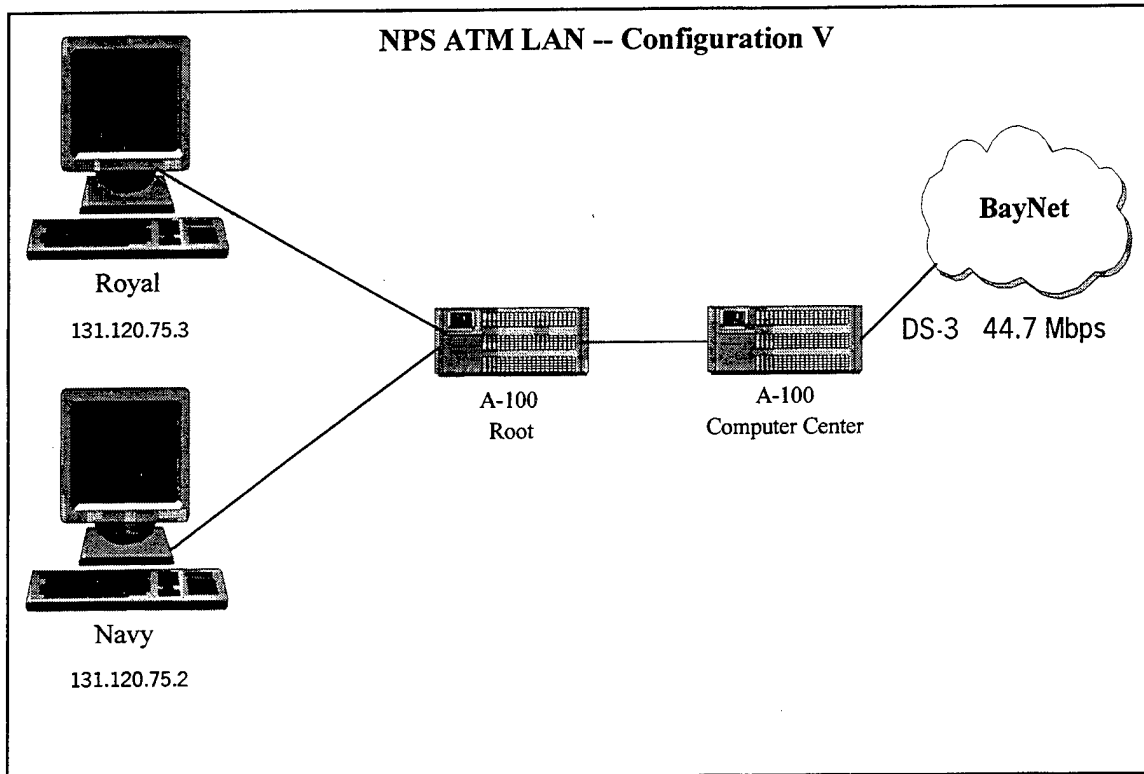 NPS ATM LAN -- Configuration V
Royal
131.120.75.3
BayNet
DS-3 44.7 Mbps
A-100
Root
A-100
Computer Center
Navy
131.120.75.2